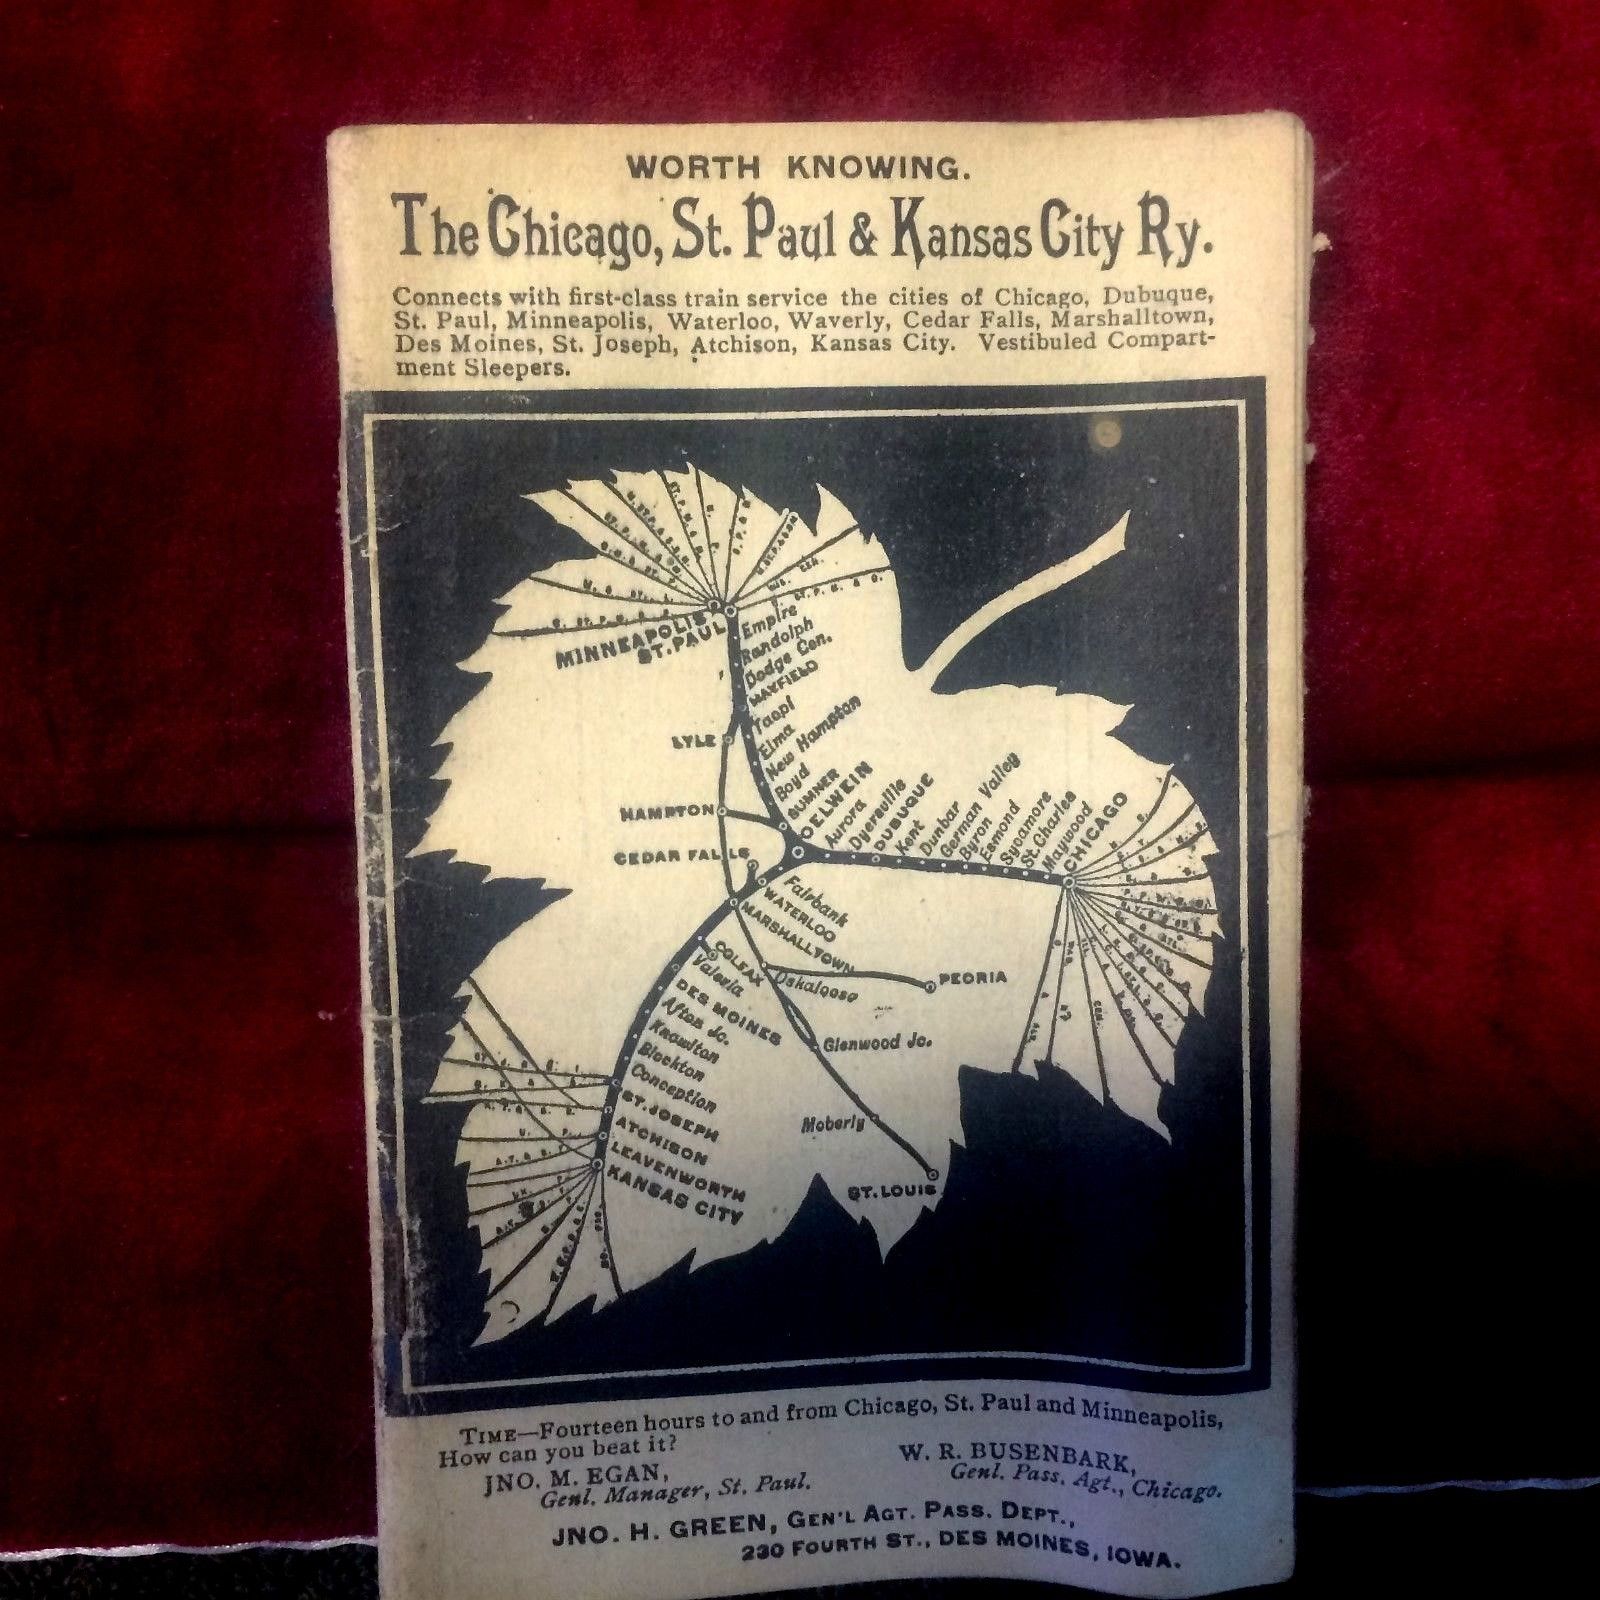 WORTH KNOWING.
The Chicago, St. Paul & Kansas City Ry.
Connects with first-class train service the cities of Chicago, Dubuque,
St. Paul, Minneapolis, Waterloo, Waverly, Cedar Falls, Marshalltown,
Des Moines, St. Joseph, Atchison, Kansas City. Vestibuled Compart-
ment Sleepers.
MINNEAPOLIS
ST. PAUL
Empire
Randolph
Dodge Cen.
HAYFIELD
Taopi
LYLE
Elma
New Hampton
Boyd
SUMNER
OELWEIN
HAMPTON
CEDAR FALLS
Aurora
Dyersville
DUBUQUE
Kent
Dunbar
German Valley
Byron
Esmond
Sycamore
St. Charles
Maywood
CHICAGO
Fairbank
WATERLOO
MARSHALLTOWN
COLFAX
Valeria
DES MOINES
Afton Jc.
Knowlton
Blockton
Conception
ST. JOSEPH
ATCHISON
LEAVENWORTH
KANSAS CITY
Oskaloosa
PEORIA
Glenwood Jc.
Moberly
ST. LOUIS
TIME—Fourteen hours to and from Chicago, St. Paul and Minneapolis,
How can you beat it?
JNO. M. EGAN,
Genl. Manager, St. Paul.
W. R. BUSENBARK,
Genl. Pass. Agt., Chicago.
JNO. H. GREEN, GEN'L AGT. PASS. DEPT.,
230 FOURTH ST., DES MOINES, IOWA.